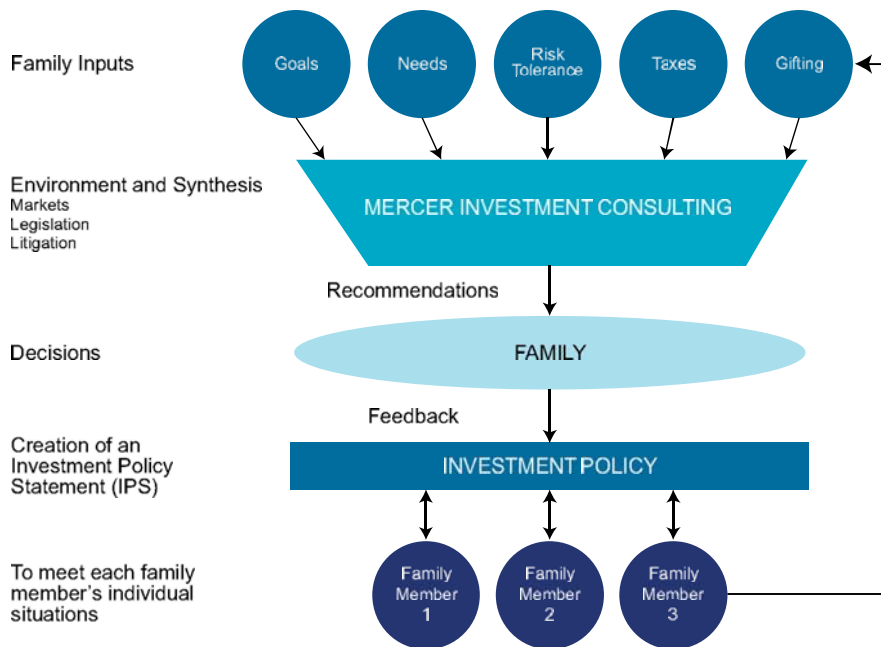 Family Inputs
Goals
Needs
Risk
Tolerance
Taxes
Gifting
Environment and Synthesis
Markets
Legislation
Litigation
MERCER INVESTMENT CONSULTING
Recommendations
Decisions
FAMILY
Feedback
Creation of an
Investment Policy
Statement (IPS)
INVESTMENT POLICY
To meet each family
member's individual
situations
Family
Member
1
Family
Member
2
Family
Member
3